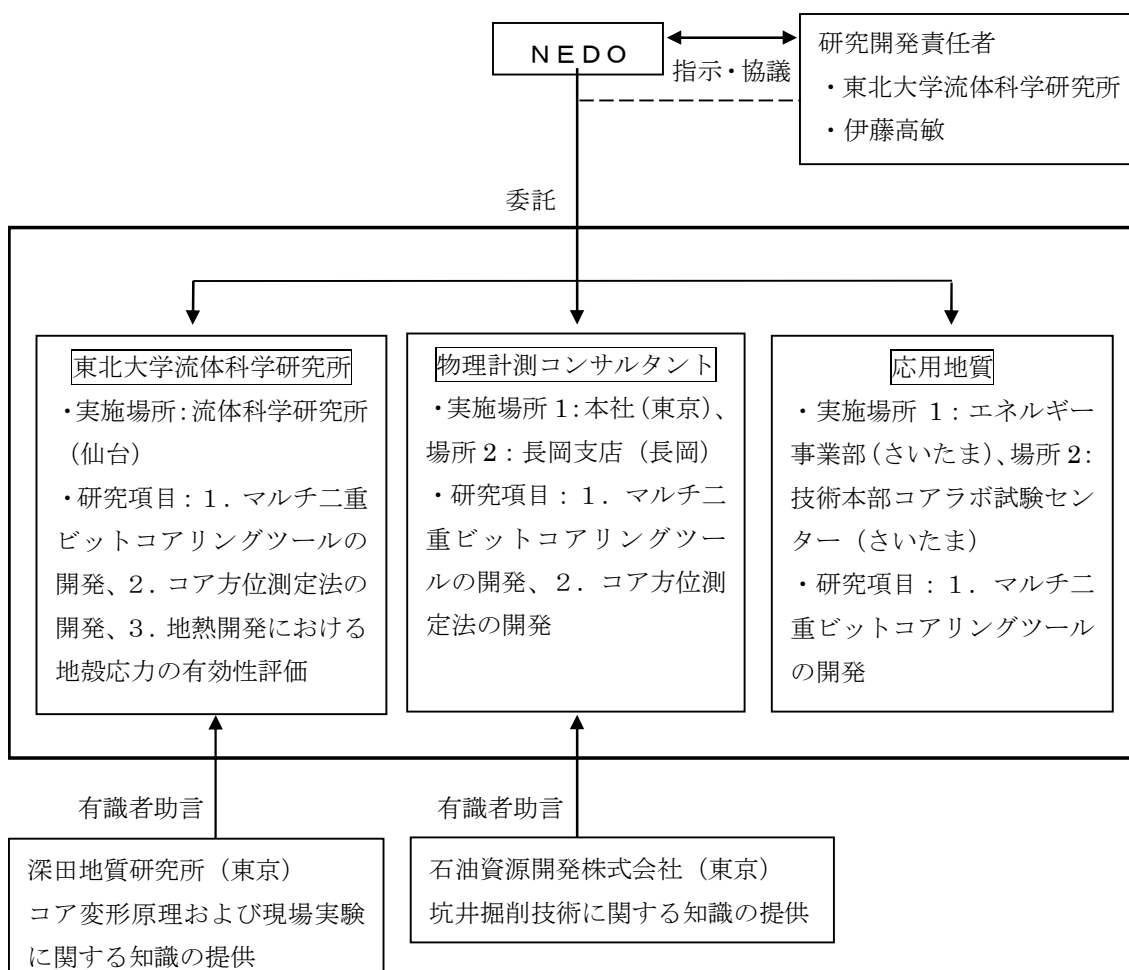 NEDO
指示・協議
研究開発責任者
・東北大学流体科学研究所
・伊藤高敏
委託
東北大学流体科学研究所
・実施場所：流体科学研究所
（仙台）
・研究項目：１．マルチ二重
ビットコアリングツールの
開発、２．コア方位測定法の
開発、３．地熱開発における
地殻応力の有効性評価
物理計測コンサルタント
・実施場所 1：本社（東京）、
場所 2：長岡支店（長岡）
・研究項目：１．マルチ二
重ビットコアリングツー
ルの開発、２．コア方位測
定法の開発
応用地質
・実施場所 1：エネルギー
事業部（さいたま）、場所 2：
技術本部コアラボ試験セン
ター（さいたま）
・研究項目：１．マルチ二
重ビットコアリングツール
の開発
有識者助言
深田地質研究所（東京）
コア変形原理および現場実験
に関する知識の提供
有識者助言
石油資源開発株式会社（東京）
坑井掘削技術に関する知識の提供